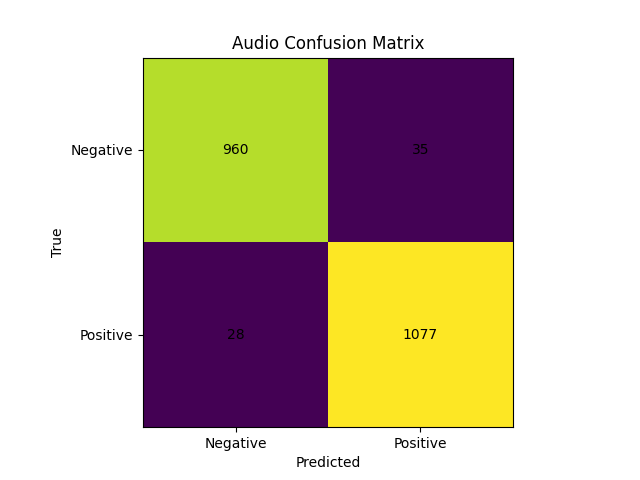 Audio Confusion Matrix
Negative
960
35
True
Positive
28
1077
Negative
Positive
Predicted